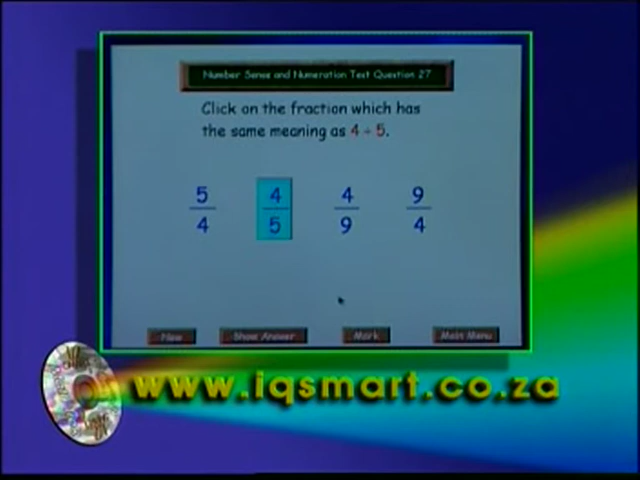 Number Sense and Numeration Test Question 27
Click on the fraction which has
the same meaning as 4 ÷ 5.
5 4 4 9
4 5 9 4
New Show Answer Mark Main Menu
www.iqsmart.co.za